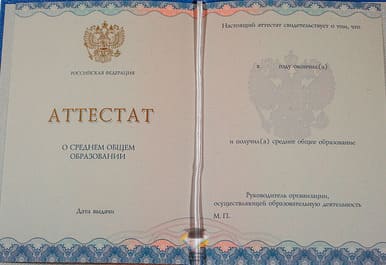 РОССИЙСКАЯ ФЕДЕРАЦИЯ
АТТЕСТАТ
О СРЕДНЕМ ОБЩЕМ
ОБРАЗОВАНИИ
Дата выдачи
Настоящий аттестат свидетельствует о том, что
в году окончил(а)
и получил(а) среднее общее образование
Руководитель организации,
осуществляющей образовательную деятельность
М. П.